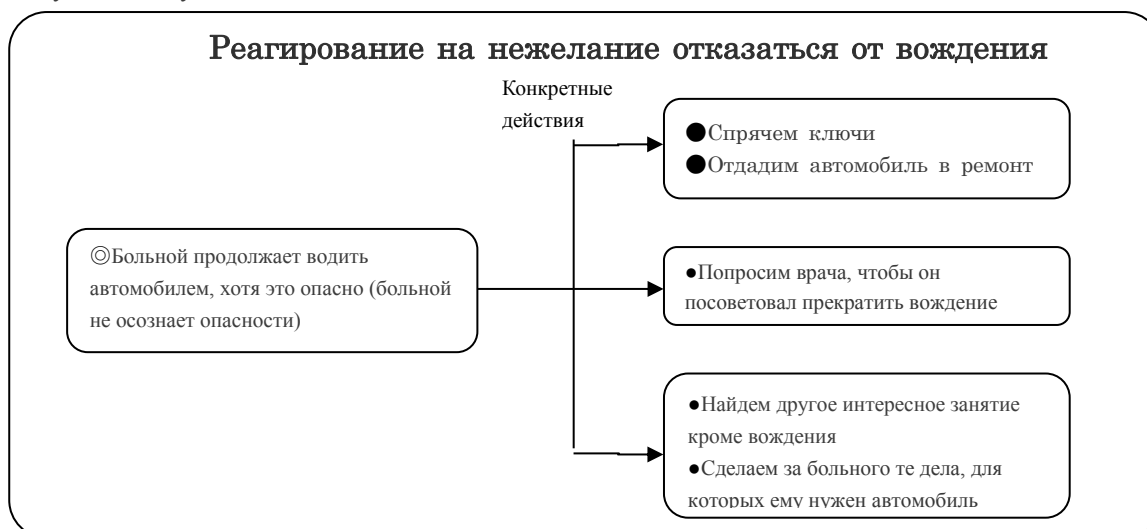 Реагирование на нежелание отказаться от вождения
Конкретные
действия
●Спрячем ключи
●Отдадим автомобиль в ремонт
◎Больной продолжает водить
автомобилем, хотя это опасно (больной
не осознает опасности)
●Попросим врача, чтобы он
посоветовал прекратить вождение
●Найдем другое интересное занятие
кроме вождения
●Сделаем за больного те дела, для
которых ему нужен автомобиль